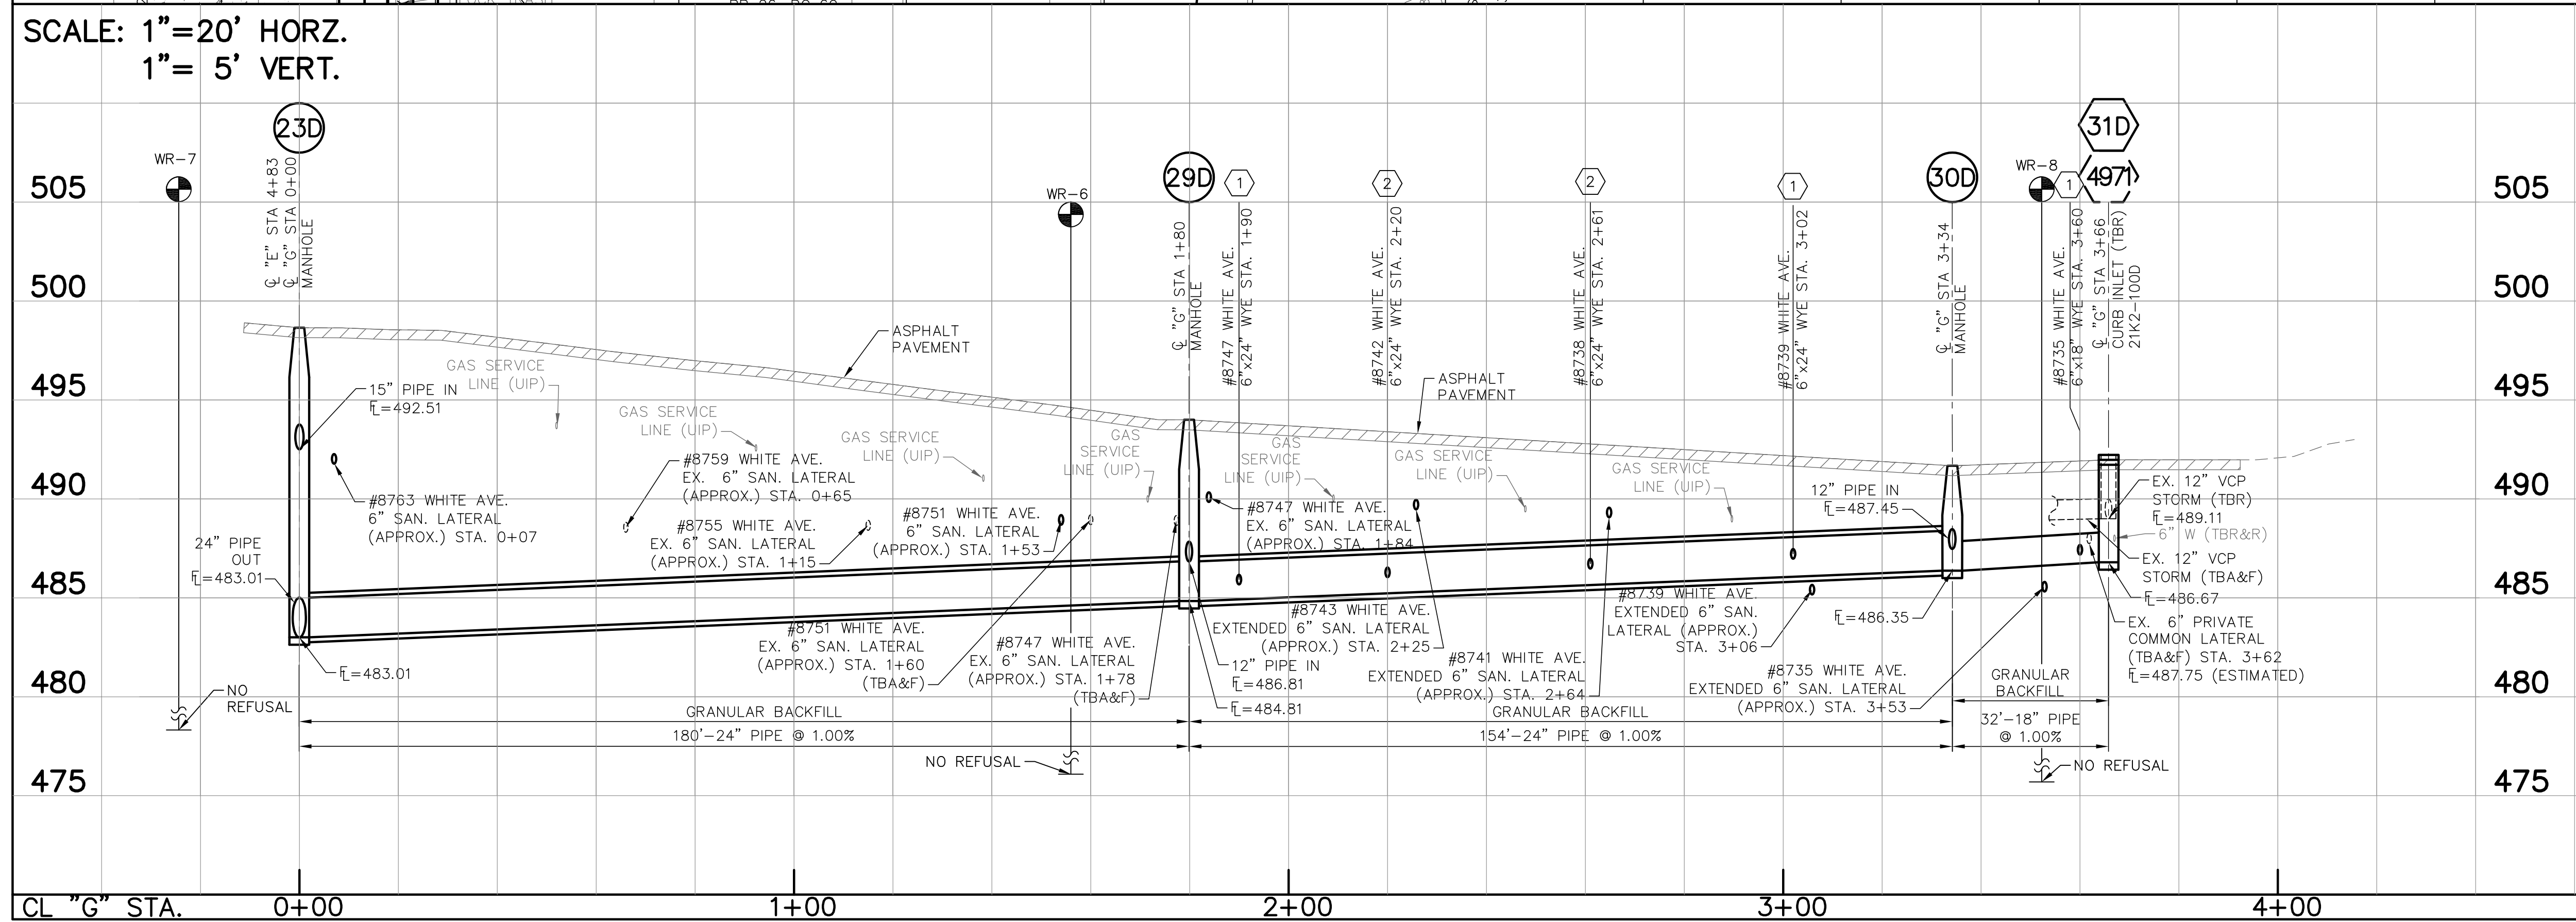 SCALE: 1"=20' HORZ.
1"= 5' VERT.
23D
WR-7
℄ "E" STA 4+83
℄ "G" STA 0+00
MANHOLE
WR-6
29D
℄ "G" STA 1+80
MANHOLE
1
#8747 WHITE AVE.
6"x24" WYE STA. 1+90
2
#8742 WHITE AVE.
6"x24" WYE STA. 2+20
2
#8738 WHITE AVE.
6"x24" WYE STA. 2+61
1
#8739 WHITE AVE.
6"x24" WYE STA. 3+02
30D
℄ "G" STA 3+34
MANHOLE
WR-8
1
#8735 WHITE AVE.
6"x18" WYE STA. 3+60
31D
4971
℄ "G" STA 3+66
CURB INLET (TBR)
21K2-100D
505
505
500
500
495
495
490
490
485
485
480
480
475
475
ASPHALT
PAVEMENT
GAS SERVICE
LINE (UIP)
15" PIPE IN
FL=492.51
GAS SERVICE
LINE (UIP)
GAS SERVICE
LINE (UIP)
GAS
SERVICE
LINE (UIP)
GAS
SERVICE
LINE (UIP)
ASPHALT
PAVEMENT
GAS SERVICE
LINE (UIP)
GAS SERVICE
LINE (UIP)
#8763 WHITE AVE.
6" SAN. LATERAL
(APPROX.) STA. 0+07
#8759 WHITE AVE.
EX. 6" SAN. LATERAL
(APPROX.) STA. 0+65
#8755 WHITE AVE.
EX. 6" SAN. LATERAL
(APPROX.) STA. 1+15
#8751 WHITE AVE.
6" SAN. LATERAL
(APPROX.) STA. 1+53
#8747 WHITE AVE.
EX. 6" SAN. LATERAL
(APPROX.) STA. 1+84
12" PIPE IN
FL=487.45
EX. 12" VCP
STORM (TBR)
FL=489.11
6" W (TBR&R)
EX. 12" VCP
STORM (TBA&F)
FL=486.67
EX. 6" PRIVATE
COMMON LATERAL
(TBA&F) STA. 3+62
FL=487.75 (ESTIMATED)
24" PIPE
OUT
FL=483.01
FL=483.01
NO
REFUSAL
#8751 WHITE AVE.
EX. 6" SAN. LATERAL
(APPROX.) STA. 1+60
(TBA&F)
#8747 WHITE AVE.
EX. 6" SAN. LATERAL
(APPROX.) STA. 1+78
(TBA&F)
12" PIPE IN
FL=486.81
FL=484.81
#8743 WHITE AVE.
EXTENDED 6" SAN. LATERAL
(APPROX.) STA. 2+25
#8741 WHITE AVE.
EXTENDED 6" SAN. LATERAL
(APPROX.) STA. 2+64
#8739 WHITE AVE.
EXTENDED 6" SAN.
LATERAL (APPROX.)
STA. 3+06
FL=486.35
#8735 WHITE AVE.
EXTENDED 6" SAN. LATERAL
(APPROX.) STA. 3+53
GRANULAR
BACKFILL
32'-18" PIPE
@ 1.00%
GRANULAR BACKFILL
180'-24" PIPE @ 1.00%
GRANULAR BACKFILL
154'-24" PIPE @ 1.00%
NO REFUSAL
NO REFUSAL
CL "G" STA.
0+00
1+00
2+00
3+00
4+00